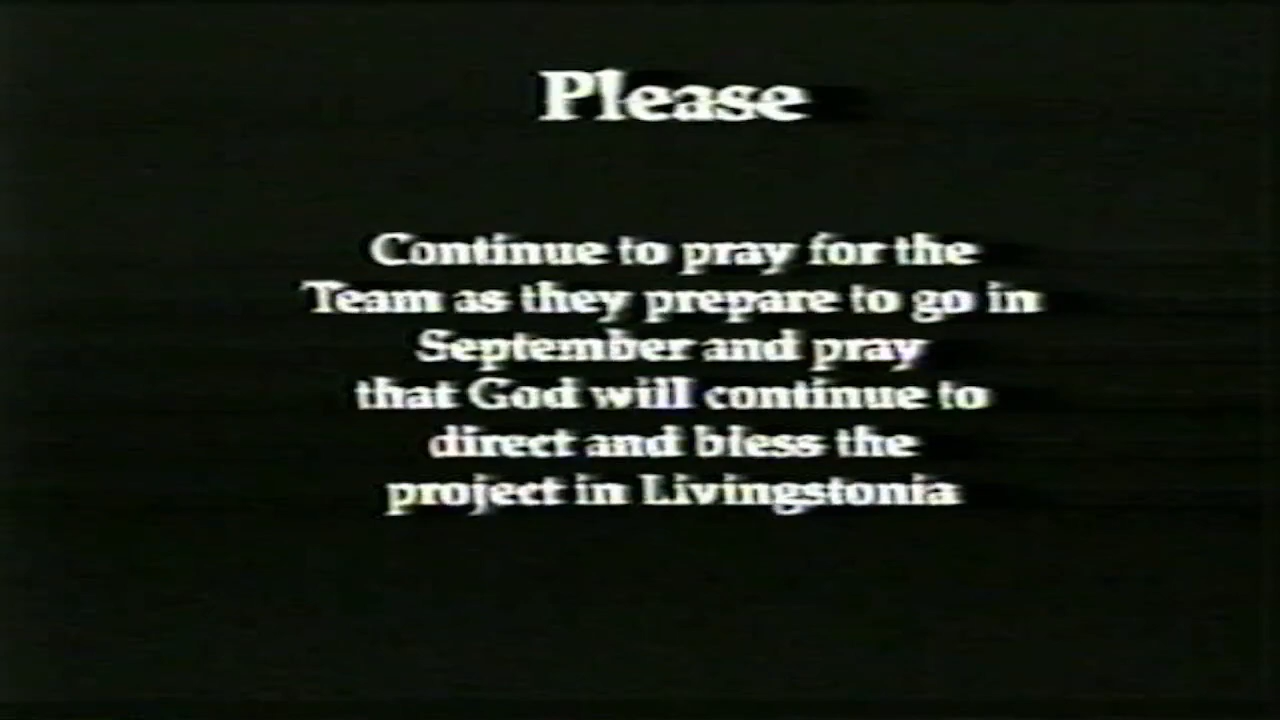 Please
Continue to pray for the
Team as they prepare to go in
September and pray
that God will continue to
direct and bless the
project in Livingstonia